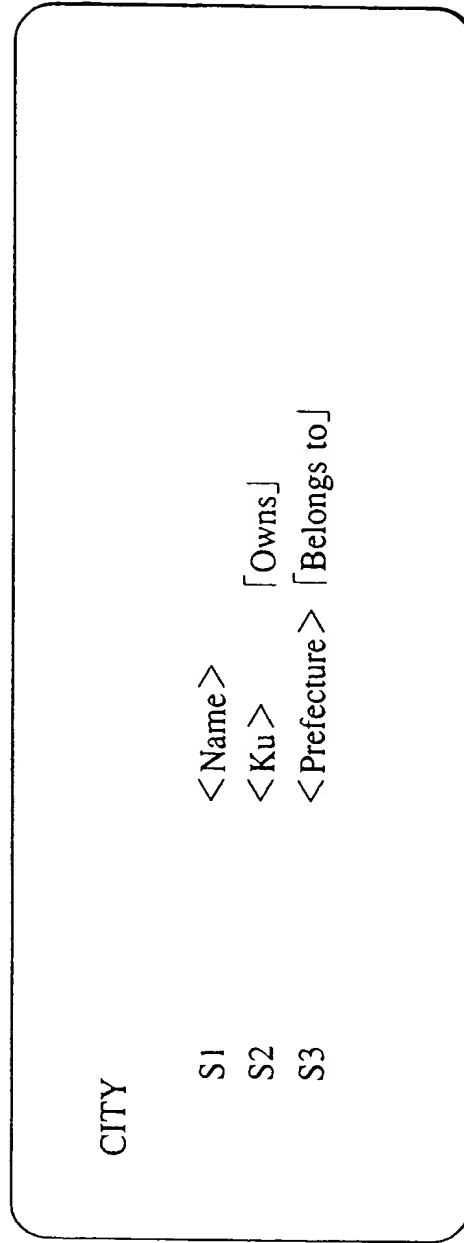 CITY
S1 <Name>
S2 <Ku> ⌈Owns⌋
S3 <Prefecture> ⌈Belongs to⌋